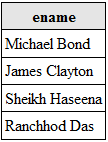 ename
Michael Bond
James Clayton
Sheikh Haseena
Ranchhod Das